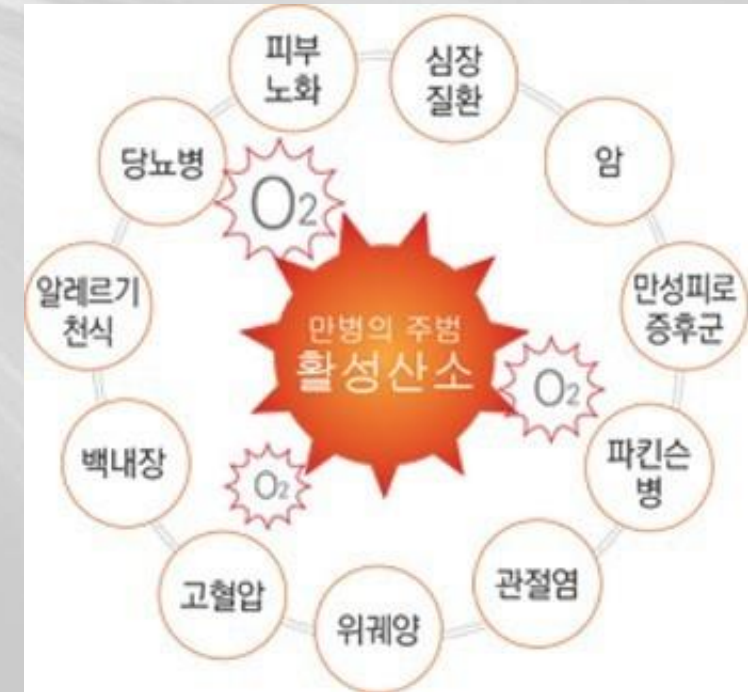 피부
노화
심장
질환
암
만성피로
증후군
파킨슨
병
관절염
위궤양
고혈압
백내장
알레르기
천식
당뇨병
O2
만병의 주범
활성산소
O2
O2